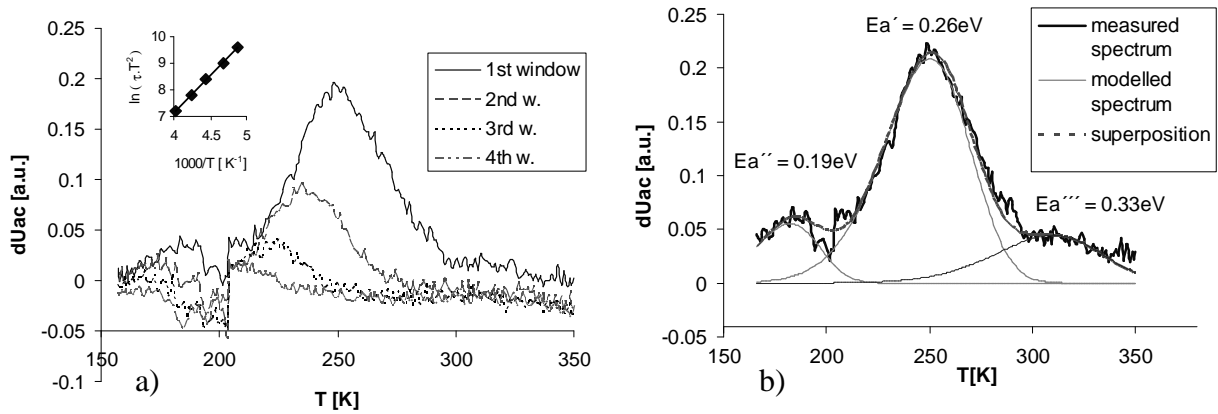 0.25
0.2
0.15
0.1
0.05
0
-0.05
-0.1
dUac [a.u.]
10
9
8
7
ln ( τ.T²)
4
4.5
5
1000/T [ K⁻¹]
1st window
2nd w.
3rd w.
4th w.
150
200
250
300
350
a)
T [K]
0.25
0.2
0.15
0.1
0.05
0
-0.05
dUac [a.u.]
Ea´ = 0.26eV
Ea´´ = 0.19eV
Ea´´´ = 0.33eV
measured
spectrum
modelled
spectrum
superposition
150
200
250
300
350
b)
T[K]